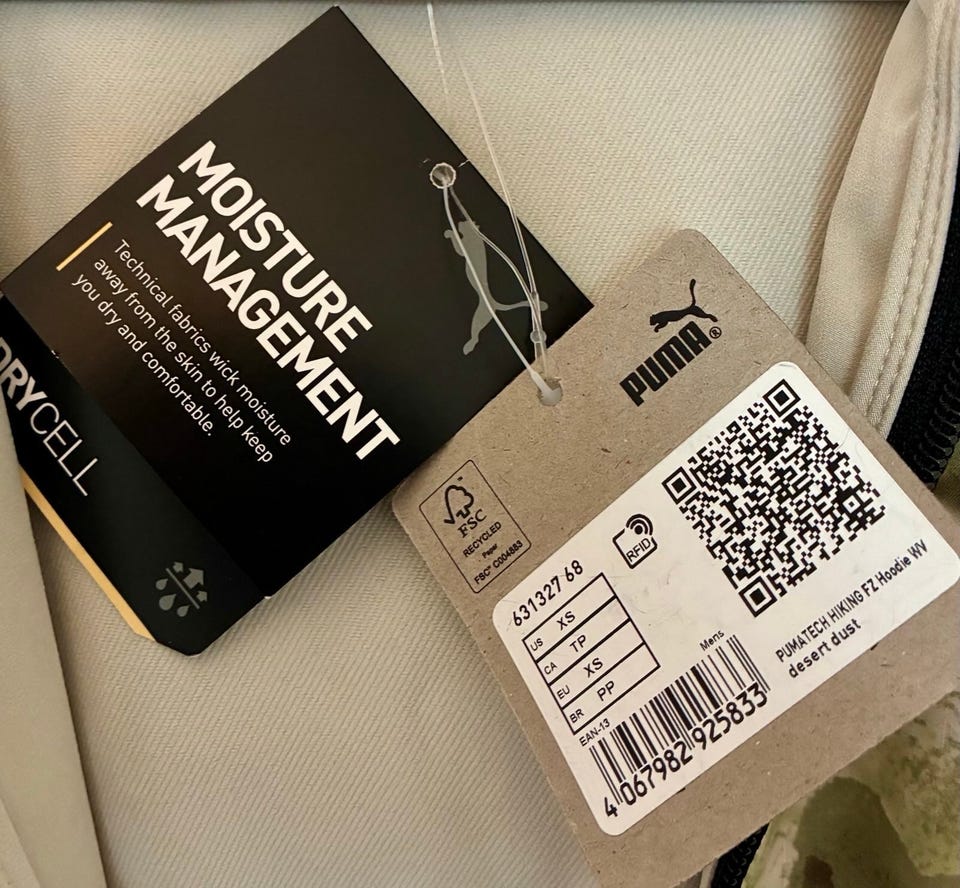 MOISTURE
MANAGEMENT
Technical fabrics wick moisture
away from the skin to help keep
you dry and comfortable.
DRYCELL
PUMA®
FSC™
RECYCLED
Paper
FSC® C004883
RFID
631327 68
US XS
CA TP
EU XS
BR PP
Mens
EAN-13
4 067982 925833
PUMATECH HIKING FZ Hoodie WV
desert dust